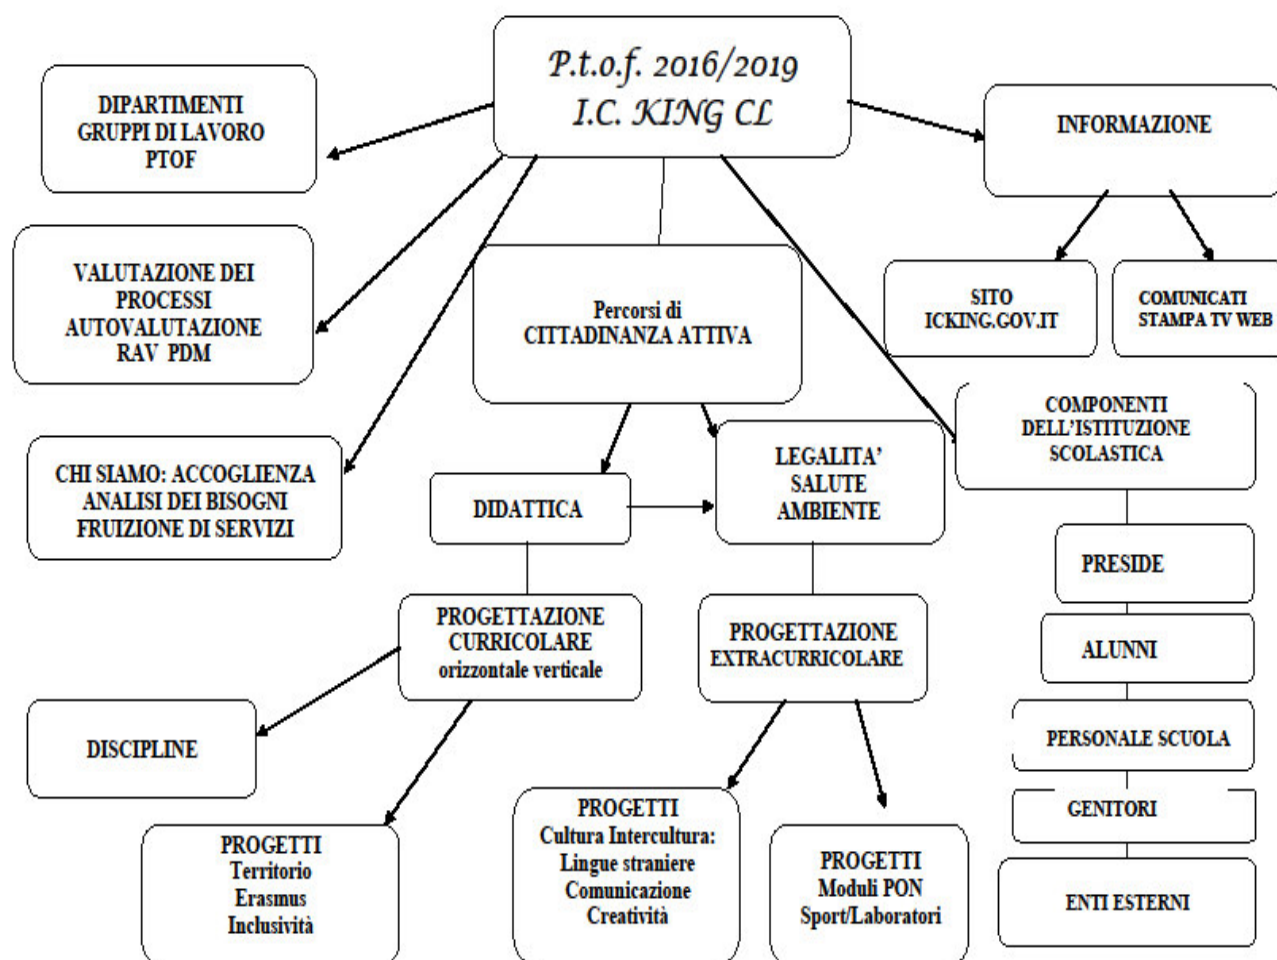 P.t.o.f. 2016/2019
I.C. KING CL
DIPARTIMENTI
GRUPPI DI LAVORO
PTOF
INFORMAZIONE
VALUTAZIONE DEI
PROCESSI
AUTOVALUTAZIONE
RAV PDM
Percorsi di
CITTADINANZA ATTIVA
SITO
ICKING.GOV.IT
COMUNICATI
STAMPA TV WEB
COMPONENTI
DELL'ISTITUZIONE
SCOLASTICA
CHI SIAMO: ACCOGLIENZA
ANALISI DEI BISOGNI
FRUIZIONE DI SERVIZI
DIDATTICA
LEGALITA'
SALUTE
AMBIENTE
PRESIDE
PROGETTAZIONE
CURRICOLARE
orizzontale verticale
PROGETTAZIONE
EXTRACURRICOLARE
ALUNNI
DISCIPLINE
PERSONALE SCUOLA
GENITORI
PROGETTI
Territorio
Erasmus
Inclusività
PROGETTI
Cultura Intercultura:
Lingue straniere
Comunicazione
Creatività
PROGETTI
Moduli PON
Sport/Laboratori
ENTI ESTERNI